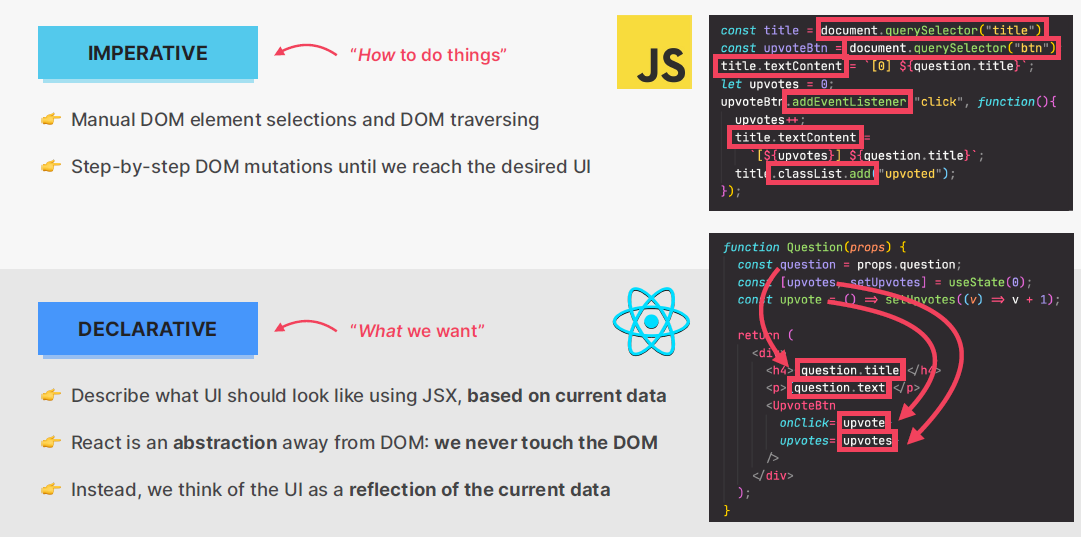 IMPERATIVE
“How to do things”
👉 Manual DOM element selections and DOM traversing
👉 Step-by-step DOM mutations until we reach the desired UI
JS
const title = document.querySelector("title")
const upvoteBtn = document.querySelector("btn")
title.textContent = `[0] ${question.title}`;
let upvotes = 0;
upvoteBtn.addEventListener("click", function(){
upvotes++;
title.textContent =
`[${upvotes}] ${question.title}`;
title.classList.add("upvoted");
});
DECLARATIVE
“What we want”
👉 Describe what UI should look like using JSX, based on current data
👉 React is an abstraction away from DOM: we never touch the DOM
👉 Instead, we think of the UI as a reflection of the current data
function Question(props) {
const question = props.question;
const [upvotes, setUpvotes] = useState(0);
const upvote = () => setUpvotes((v) => v + 1);
return (
<div>
<h4> question.title </h4>
<p> question.text </p>
<UpvoteBtn
onClick= upvote
upvotes= upvotes
/>
</div>
);
}